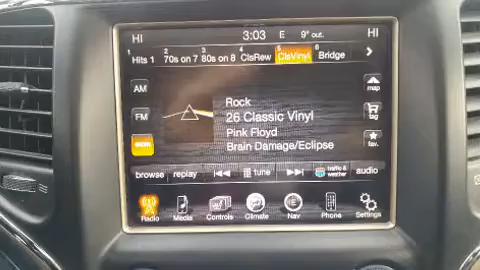 HI 3:03 E 9° out. HI
1 Hits 1 2 70s on 7 3 80s on 8 4 ClsRew 5 ClsVinyl 6 Bridge
AM
FM
map
tag
fav.
Rock
26 Classic Vinyl
Pink Floyd
Brain Damage/Eclipse
browse replay tune traffic & weather audio
Radio Media Controls Climate Nav Phone Settings